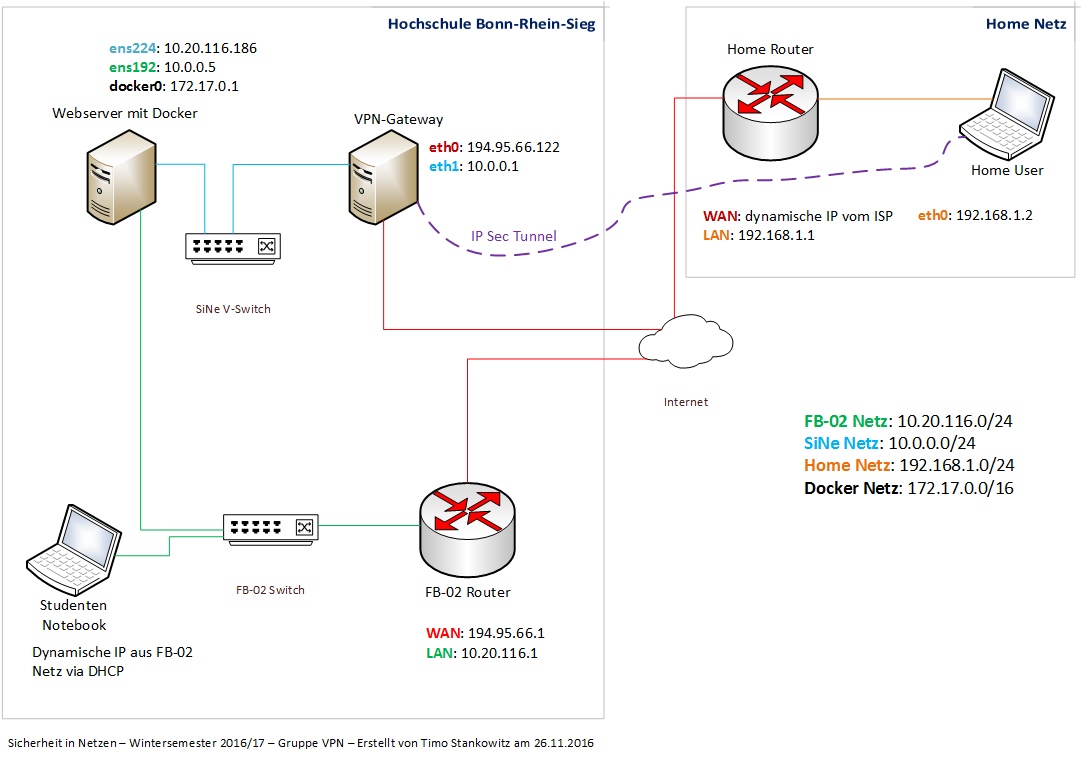 Hochschule Bonn-Rhein-Sieg
ens224: 10.20.116.186
ens192: 10.0.0.5
docker0: 172.17.0.1
Webserver mit Docker
VPN-Gateway
eth0: 194.95.66.122
eth1: 10.0.0.1
IP Sec Tunnel
SiNe V-Switch
Home Netz
Home Router
Home User
WAN: dynamische IP vom ISP
LAN: 192.168.1.1
eth0: 192.168.1.2
Internet
FB-02 Netz: 10.20.116.0/24
SiNe Netz: 10.0.0.0/24
Home Netz: 192.168.1.0/24
Docker Netz: 172.17.0.0/16
Studenten
Notebook
Dynamische IP aus FB-02
Netz via DHCP
FB-02 Switch
FB-02 Router
WAN: 194.95.66.1
LAN: 10.20.116.1
Sicherheit in Netzen – Wintersemester 2016/17 – Gruppe VPN – Erstellt von Timo Stankowitz am 26.11.2016